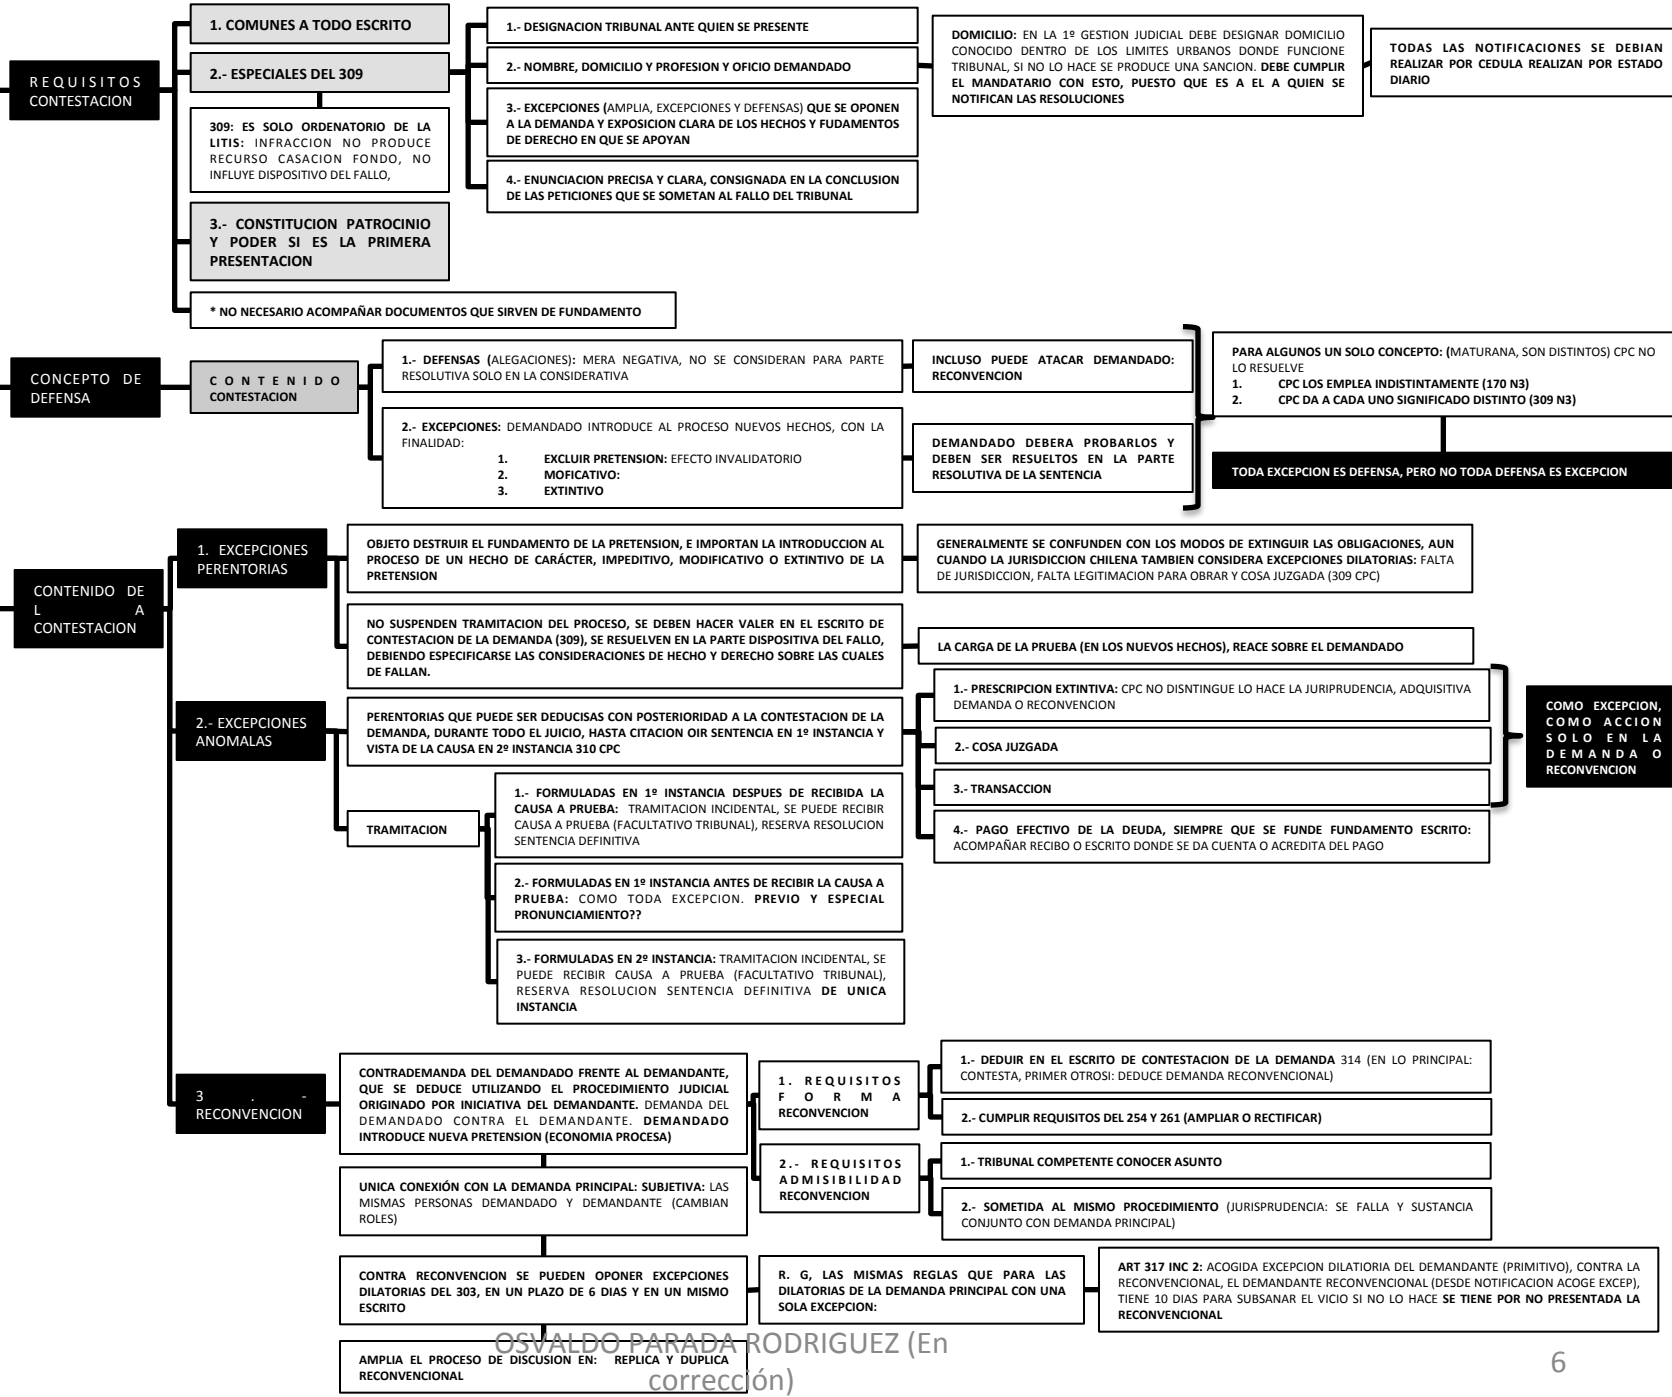 REQUISITOS
CONTESTACION
1. COMUNES A TODO ESCRITO
2.- ESPECIALES DEL 309
309: ES SOLO ORDENATORIO DE LA
LITIS: INFRACCION NO PRODUCE
RECURSO CASACION FONDO, NO
INFLUYE DISPOSITIVO DEL FALLO,
3.- CONSTITUCION PATROCINIO
Y PODER SI ES LA PRIMERA
PRESENTACION
* NO NECESARIO ACOMPAÑAR DOCUMENTOS QUE SIRVEN DE FUNDAMENTO
1.- DESIGNACION TRIBUNAL ANTE QUIEN SE PRESENTE
2.- NOMBRE, DOMICILIO Y PROFESION Y OFICIO DEMANDADO
3.- EXCEPCIONES (AMPLIA, EXCEPCIONES Y DEFENSAS) QUE SE OPONEN
A LA DEMANDA Y EXPOSICION CLARA DE LOS HECHOS Y FUDAMENTOS
DE DERECHO EN QUE SE APOYAN
4.- ENUNCIACION PRECISA Y CLARA, CONSIGNADA EN LA CONCLUSION
DE LAS PETICIONES QUE SE SOMETAN AL FALLO DEL TRIBUNAL
DOMICILIO: EN LA 1º GESTION JUDICIAL DEBE DESIGNAR DOMICILIO
CONOCIDO DENTRO DE LOS LIMITES URBANOS DONDE FUNCIONE
TRIBUNAL, SI NO LO HACE SE PRODUCE UNA SANCION. DEBE CUMPLIR
EL MANDATARIO CON ESTO, PUESTO QUE ES A EL A QUIEN SE
NOTIFICAN LAS RESOLUCIONES
TODAS LAS NOTIFICACIONES SE DEBIAN
REALIZAR POR CEDULA REALIZAN POR ESTADO
DIARIO
CONCEPTO DE
DEFENSA
CONTENIDO
CONTESTACION
1.- DEFENSAS (ALEGACIONES): MERA NEGATIVA, NO SE CONSIDERAN PARA PARTE
RESOLUTIVA SOLO EN LA CONSIDERATIVA
2.- EXCEPCIONES: DEMANDADO INTRODUCE AL PROCESO NUEVOS HECHOS, CON LA
FINALIDAD:
1. EXCLUIR PRETENSION: EFECTO INVALIDATORIO
2. MOFICATIVO:
3. EXTINTIVO
INCLUSO PUEDE ATACAR DEMANDADO:
RECONVENCION
DEMANDADO DEBERA PROBARLOS Y
DEBEN SER RESUELTOS EN LA PARTE
RESOLUTIVA DE LA SENTENCIA
PARA ALGUNOS UN SOLO CONCEPTO: (MATURANA, SON DISTINTOS) CPC NO
LO RESUELVE
1. CPC LOS EMPLEA INDISTINTAMENTE (170 N3)
2. CPC DA A CADA UNO SIGNIFICADO DISTINTO (309 N3)
TODA EXCEPCION ES DEFENSA, PERO NO TODA DEFENSA ES EXCEPCION
CONTENIDO DE
L A
CONTESTACION
1. EXCEPCIONES
PERENTORIAS
OBJETO DESTRUIR EL FUNDAMENTO DE LA PRETENSION, E IMPORTAN LA INTRODUCCION AL
PROCESO DE UN HECHO DE CARÁCTER, IMPEDITIVO, MODIFICATIVO O EXTINTIVO DE LA
PRETENSION
GENERALMENTE SE CONFUNDEN CON LOS MODOS DE EXTINGUIR LAS OBLIGACIONES, AUN
CUANDO LA JURISDICCION CHILENA TAMBIEN CONSIDERA EXCEPCIONES DILATORIAS: FALTA
DE JURISDICCION, FALTA LEGITIMACION PARA OBRAR Y COSA JUZGADA (309 CPC)
NO SUSPENDEN TRAMITACION DEL PROCESO, SE DEBEN HACER VALER EN EL ESCRITO DE
CONTESTACION DE LA DEMANDA (309), SE RESUELVEN EN LA PARTE DISPOSITIVA DEL FALLO,
DEBIENDO ESPECIFICARSE LAS CONSIDERACIONES DE HECHO Y DERECHO SOBRE LAS CUALES
DE FALLAN.
LA CARGA DE LA PRUEBA (EN LOS NUEVOS HECHOS), REACE SOBRE EL DEMANDADO
2.- EXCEPCIONES
ANOMALAS
PERENTORIAS QUE PUEDE SER DEDUCISAS CON POSTERIORIDAD A LA CONTESTACION DE LA
DEMANDA, DURANTE TODO EL JUICIO, HASTA CITACION OIR SENTENCIA EN 1º INSTANCIA Y
VISTA DE LA CAUSA EN 2º INSTANCIA 310 CPC
1.- PRESCRIPCION EXTINTIVA: CPC NO DISNTINGUE LO HACE LA JURIPRUDENCIA, ADQUISITIVA
DEMANDA O RECONVENCION
2.- COSA JUZGADA
3.- TRANSACCION
4.- PAGO EFECTIVO DE LA DEUDA, SIEMPRE QUE SE FUNDE FUNDAMENTO ESCRITO:
ACOMPAÑAR RECIBO O ESCRITO DONDE SE DA CUENTA O ACREDITA DEL PAGO
COMO EXCEPCION,
COMO ACCION
SOLO EN LA
DEMANDA O
RECONVENCION
TRAMITACION
1.- FORMULADAS EN 1º INSTANCIA DESPUES DE RECIBIDA LA
CAUSA A PRUEBA: TRAMITACION INCIDENTAL, SE PUEDE RECIBIR
CAUSA A PRUEBA (FACULTATIVO TRIBUNAL), RESERVA RESOLUCION
SENTENCIA DEFINITIVA
2.- FORMULADAS EN 1º INSTANCIA ANTES DE RECIBIR LA CAUSA A
PRUEBA: COMO TODA EXCEPCION. PREVIO Y ESPECIAL
PRONUNCIAMIENTO??
3.- FORMULADAS EN 2º INSTANCIA: TRAMITACION INCIDENTAL, SE
PUEDE RECIBIR CAUSA A PRUEBA (FACULTATIVO TRIBUNAL),
RESERVA RESOLUCION SENTENCIA DEFINITIVA DE UNICA
INSTANCIA
3 . -
RECONVENCION
CONTRADEMANDA DEL DEMANDADO FRENTE AL DEMANDANTE,
QUE SE DEDUCE UTILIZANDO EL PROCEDIMIENTO JUDICIAL
ORIGINADO POR INICIATIVA DEL DEMANDANTE. DEMANDA DEL
DEMANDADO CONTRA EL DEMANDANTE. DEMANDADO
INTRODUCE NUEVA PRETENSION (ECONOMIA PROCESA)
1. REQUISITOS
F O R M A
RECONVENCION
1.- DEDUIR EN EL ESCRITO DE CONTESTACION DE LA DEMANDA 314 (EN LO PRINCIPAL:
CONTESTA, PRIMER OTROSI: DEDUCE DEMANDA RECONVENCIONAL)
2.- CUMPLIR REQUISITOS DEL 254 Y 261 (AMPLIAR O RECTIFICAR)
2.- REQUISITOS
ADMISIBILIDAD
RECONVENCION
1.- TRIBUNAL COMPETENTE CONOCER ASUNTO
2.- SOMETIDA AL MISMO PROCEDIMIENTO (JURISPRUDENCIA: SE FALLA Y SUSTANCIA
CONJUNTO CON DEMANDA PRINCIPAL)
UNICA CONEXIÓN CON LA DEMANDA PRINCIPAL: SUBJETIVA: LAS
MISMAS PERSONAS DEMANDADO Y DEMANDANTE (CAMBIAN
ROLES)
CONTRA RECONVENCION SE PUEDEN OPONER EXCEPCIONES
DILATORIAS DEL 303, EN UN PLAZO DE 6 DIAS Y EN UN MISMO
ESCRITO
R. G, LAS MISMAS REGLAS QUE PARA LAS
DILATORIAS DE LA DEMANDA PRINCIPAL CON UNA
SOLA EXCEPCION:
ART 317 INC 2: ACOGIDA EXCEPCION DILATIORIA DEL DEMANDANTE (PRIMITIVO), CONTRA LA
RECONVENCIONAL, EL DEMANDANTE RECONVENCIONAL (DESDE NOTIFICACION ACOGE EXCEP),
TIENE 10 DIAS PARA SUBSANAR EL VICIO SI NO LO HACE SE TIENE POR NO PRESENTADA LA
RECONVENCIONAL
AMPLIA EL PROCESO DE DISCUSION EN: REPLICA Y DUPLICA
RECONVENCIONAL
OSVALDO PARADA RODRIGUEZ (En
corrección)
6